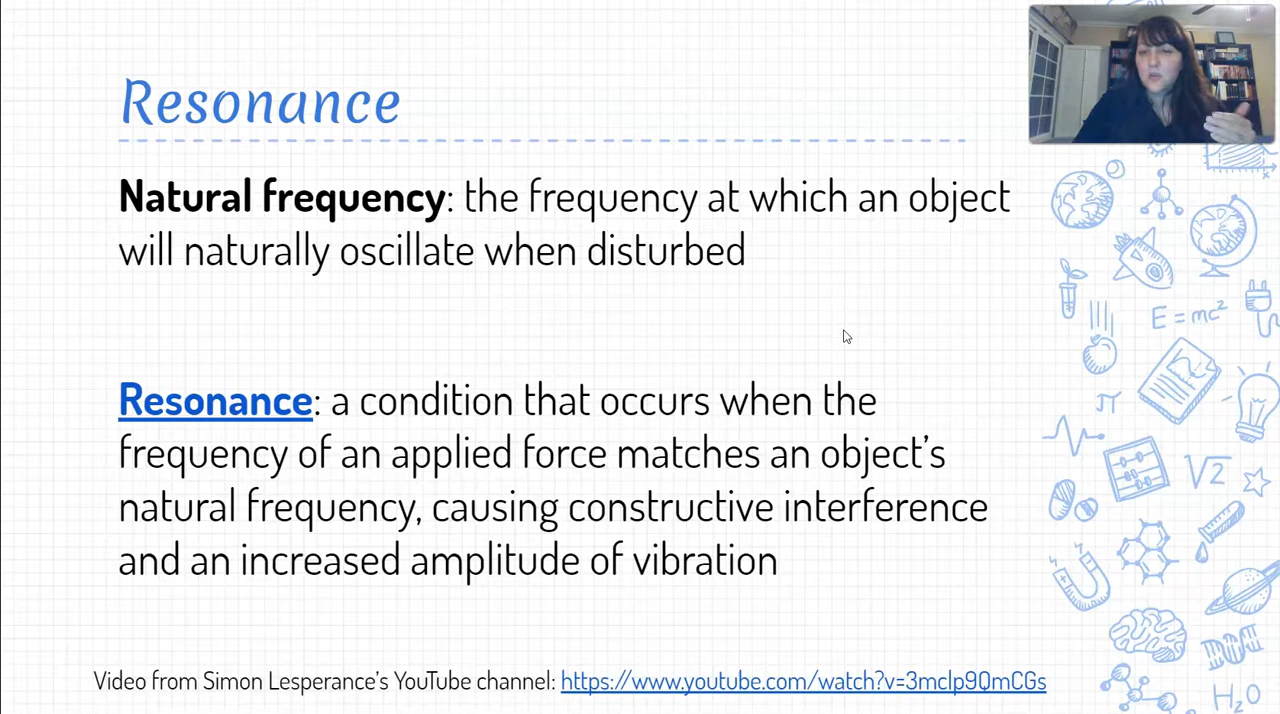 Resonance
Natural frequency: the frequency at which an object
will naturally oscillate when disturbed
Resonance: a condition that occurs when the
frequency of an applied force matches an object's
natural frequency, causing constructive interference
and an increased amplitude of vibration
Video from Simon Lesperance's YouTube channel: https://www.youtube.com/watch?v=3mclp9QmCGs
E=mc²
π
√2
H₂O